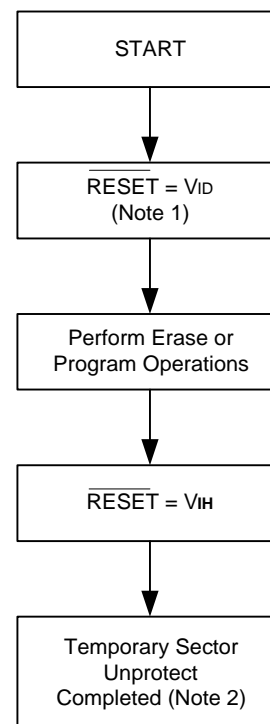 START
RESET = VID
(Note 1)
Perform Erase or
Program Operations
RESET = VIH
Temporary Sector
Unprotect
Completed (Note 2)